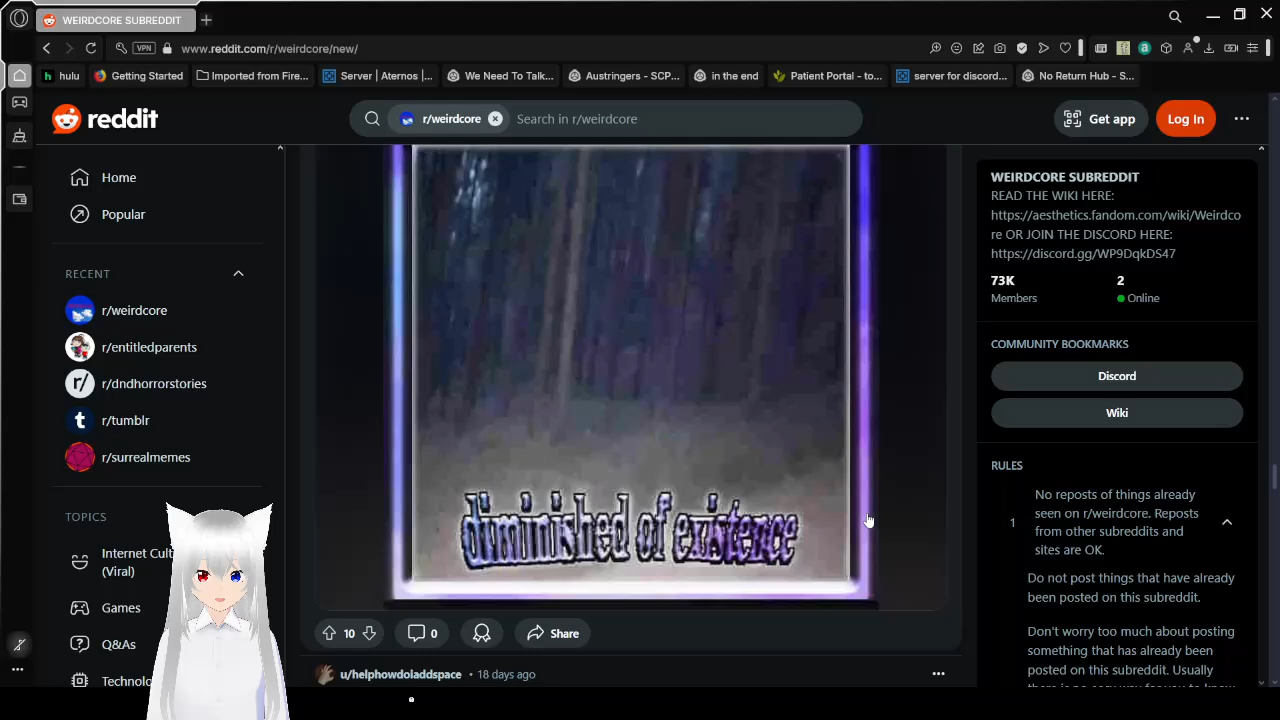 WEIRDCORE SUBREDDIT
VPN
www.reddit.com/r/weirdcore/new/
hulu
Getting Started
Imported from Fire...
Server | Aternos |...
We Need To Talk...
Austringers - SCP...
in the end
Patient Portal - to...
server for discord...
No Return Hub - S...
reddit
r/weirdcore
Search in r/weirdcore
Get app
Log In
Home
Popular
RECENT
r/weirdcore
r/entitledparents
r/dndhorrorstories
r/tumblr
r/surrealmemes
TOPICS
Internet Cult
(Viral)
Games
Q&As
Technolo
diminished of existence
10
0
Share
u/helphowdoIaddspace • 18 days ago
WEIRDCORE SUBREDDIT
READ THE WIKI HERE:
https://aesthetics.fandom.com/wiki/Weirdco
re OR JOIN THE DISCORD HERE:
https://discord.gg/WP9DqkDS47
73K
2
Members
Online
COMMUNITY BOOKMARKS
Discord
Wiki
RULES
1
No reposts of things already
seen on r/weirdcore. Reposts
from other subreddits and
sites are OK.
Do not post things that have already
been posted on this subreddit.
Don't worry too much about posting
something that has already been
posted on this subreddit. Usually